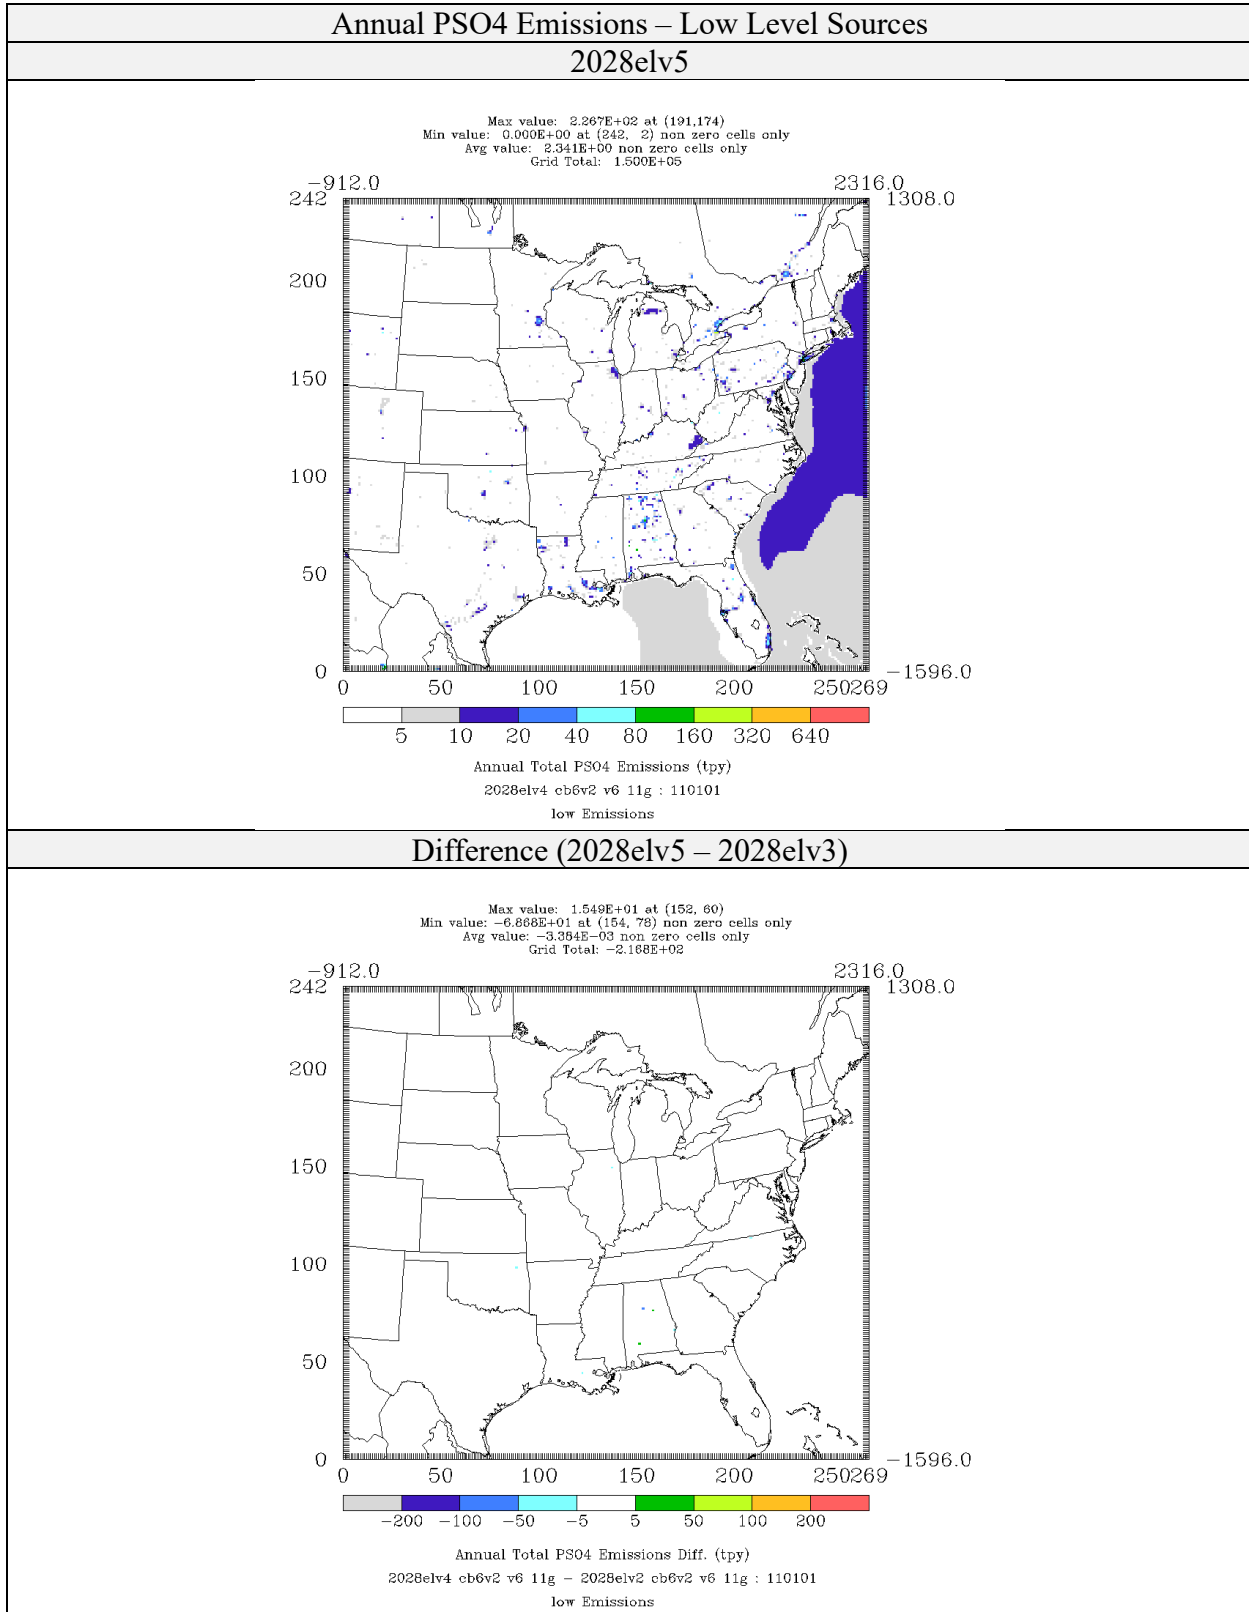 Annual PSO4 Emissions – Low Level Sources
2028elv5
Max value: 2.267E+02 at (191,174)
Min value: 0.000E+00 at (242, 2) non zero cells only
Avg value: 2.341E+00 non zero cells only
Grid Total: 1.500E+05
−912.0 2316.0
242 1308.0
200
150
100
50
0 −1596.0
0 50 100 150 200 250269
5 10 20 40 80 160 320 640
Annual Total PSO4 Emissions (tpy)
2028elv4 cb6v2 v6 11g : 110101
low Emissions
Difference (2028elv5 – 2028elv3)
Max value: 1.549E+01 at (152, 60)
Min value: −6.868E+01 at (154, 78) non zero cells only
Avg value: −3.384E−03 non zero cells only
Grid Total: −2.168E+02
−912.0 2316.0
242 1308.0
200
150
100
50
0 −1596.0
0 50 100 150 200 250269
−200 −100 −50 −5 5 50 100 200
Annual Total PSO4 Emissions Diff. (tpy)
2028elv4 cb6v2 v6 11g − 2028elv2 cb6v2 v6 11g : 110101
low Emissions